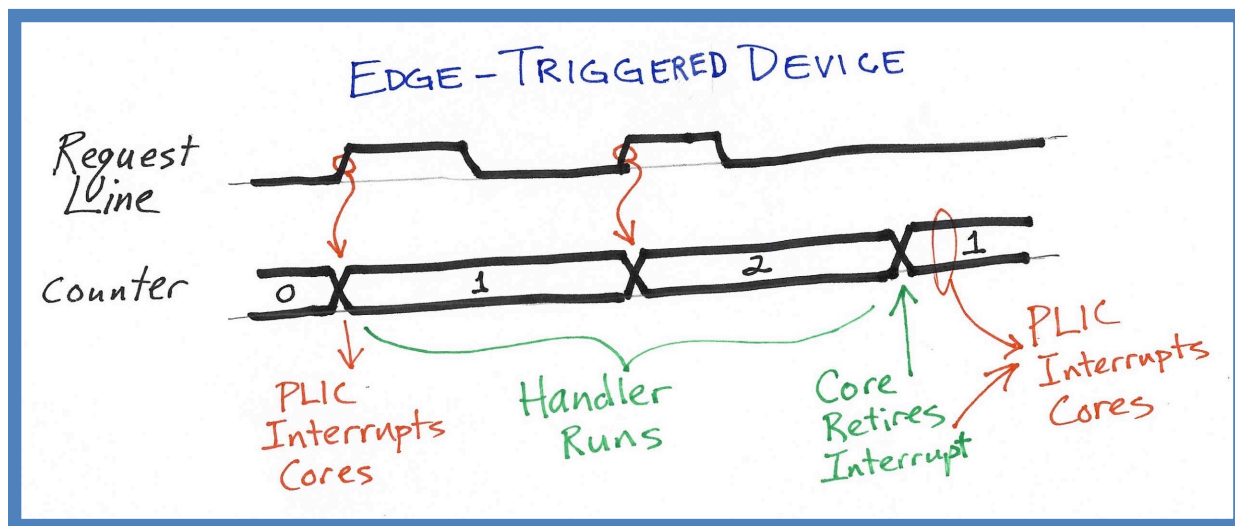 EDGE-TRIGGERED DEVICE
Request
Line
Counter
0
1
2
1
PLIC
Interrupts
Cores
Handler
Runs
Core
Retires
Interrupt
PLIC
Interrupts
Cores